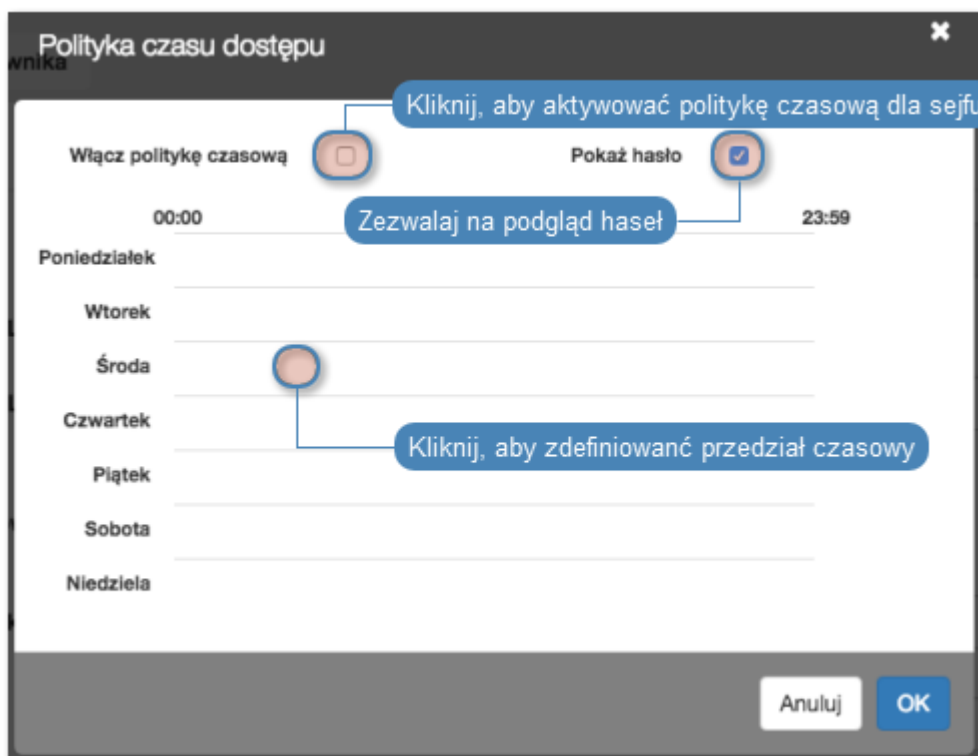 Polityka czasu dostępu
wnika
Kliknij, aby aktywować politykę czasową dla sejfu
Włącz politykę czasową
Pokaż hasło
00:00
Zezwalaj na podgląd haseł
23:59
Poniedziałek
Wtorek
Środa
Czwartek
Kliknij, aby zdefiniowanć przedział czasowy
Piątek
Sobota
Niedziela
Anuluj
OK